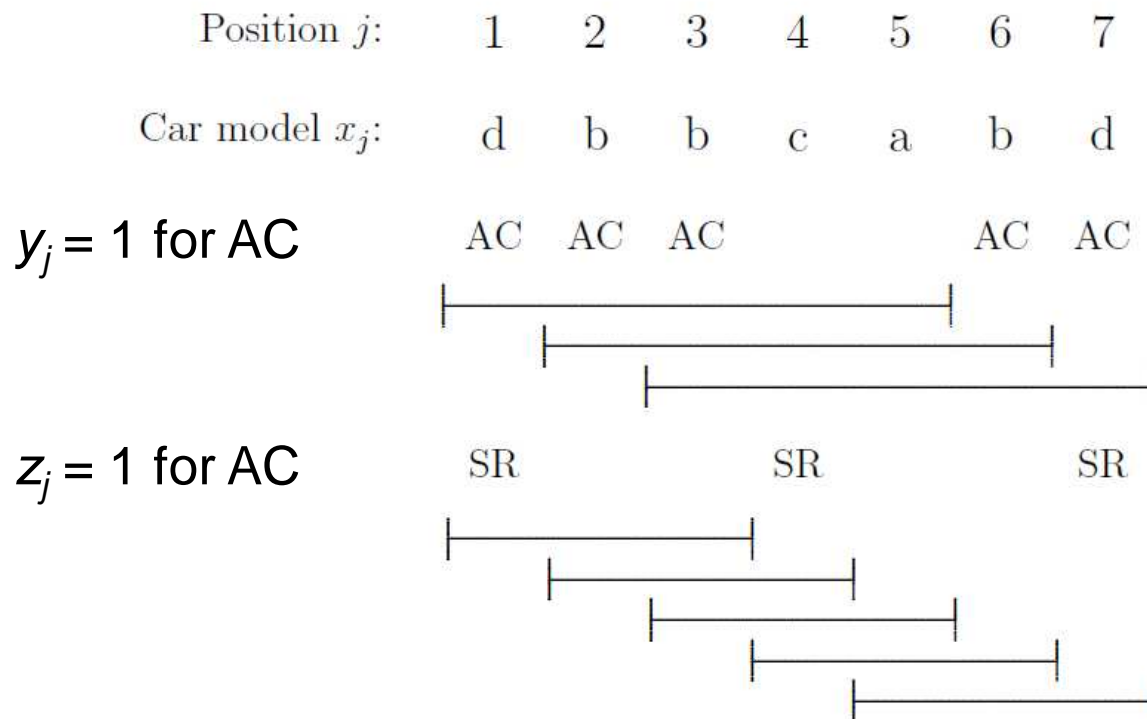 Position j: 1 2 3 4 5 6 7
Car model x_j: d b b c a b d
y_j = 1 for AC AC AC AC AC AC
z_j = 1 for AC SR SR SR